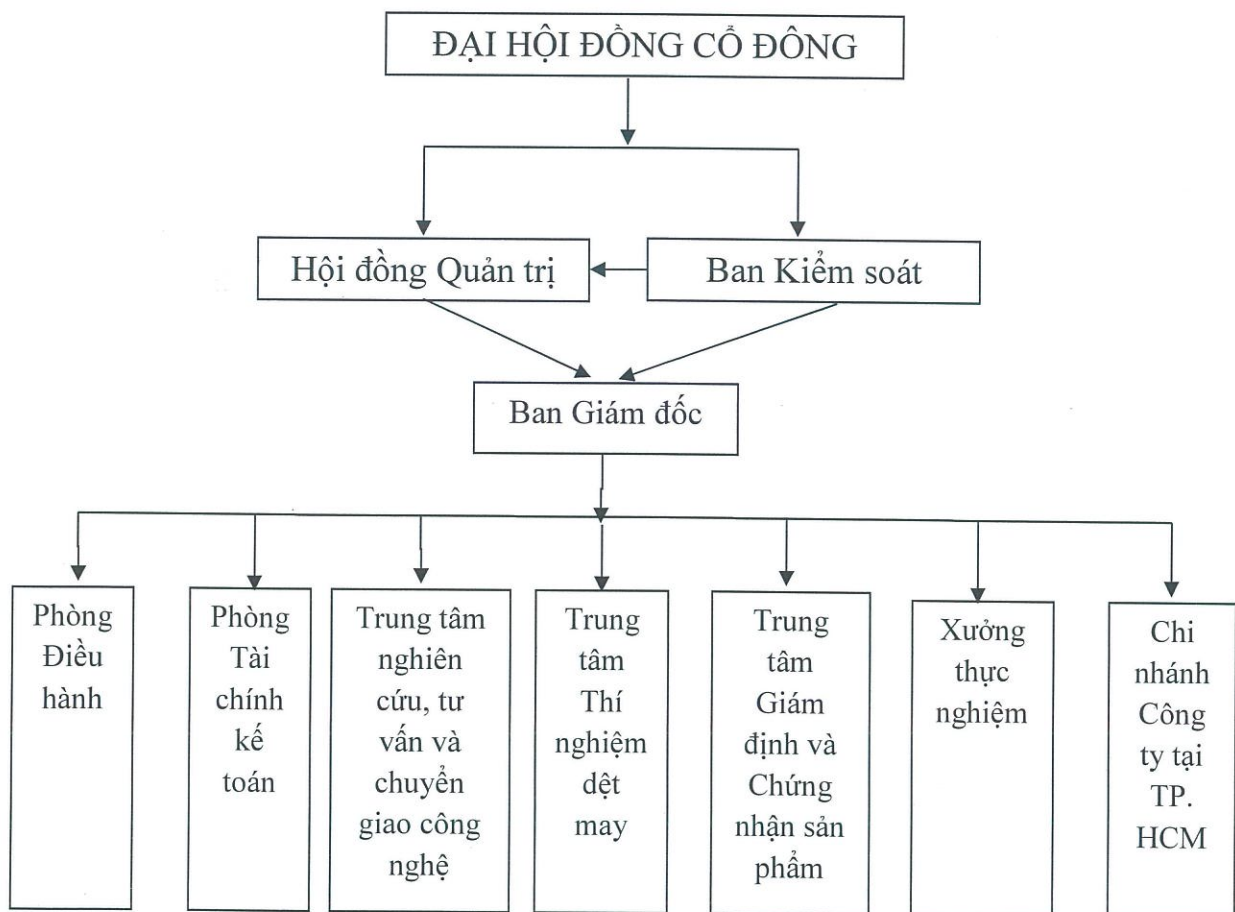 ĐẠI HỘI ĐỒNG CỔ ĐÔNG
Hội đồng Quản trị
Ban Kiểm soát
Ban Giám đốc
Phòng
Điều
hành
Phòng
Tài
chính
kế
toán
Trung tâm
nghiên
cứu, tư
vấn và
chuyển
giao công
nghệ
Trung
tâm
Thí
nghiệm
dệt
may
Trung
tâm
Giám
định và
Chứng
nhận sản
phẩm
Xưởng
thực
nghiệm
Chi
nhánh
Công
ty tại
TP.
HCM